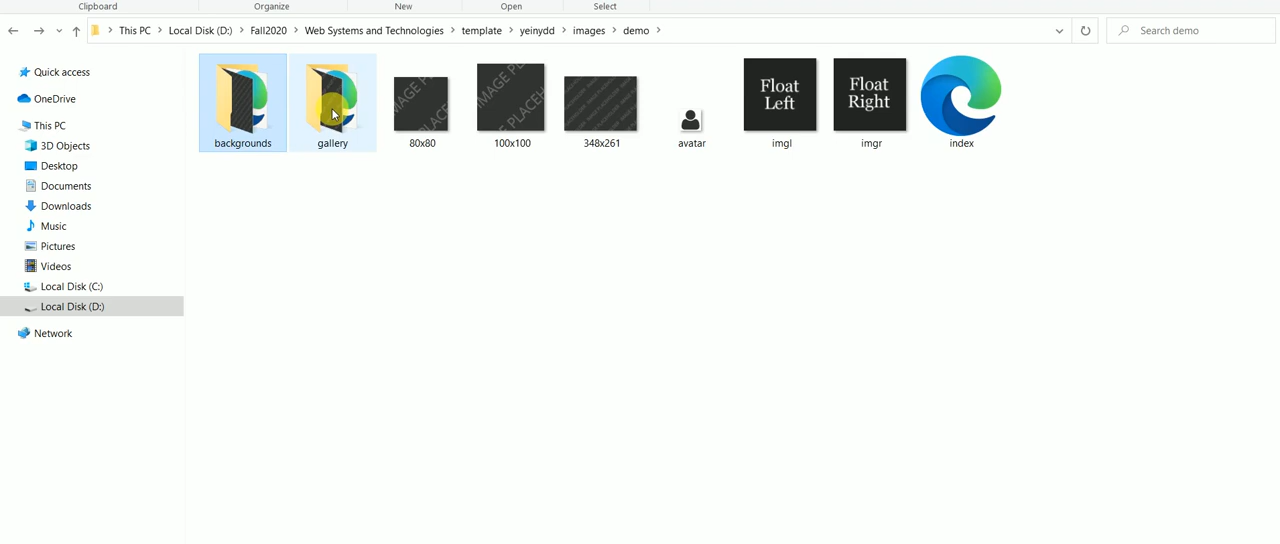 Clipboard Organize New Open Select
This PC Local Disk (D:) Fall2020 Web Systems and Technologies template yeinydd images demo Search demo
Quick access
OneDrive
This PC
3D Objects
Desktop
Documents
Downloads
Music
Pictures
Videos
Local Disk (C:)
Local Disk (D:)
Network
IMAGE PLACEH
Float Left
Float Right
backgrounds gallery 80x80 100x100 348x261 avatar imgl imgr index